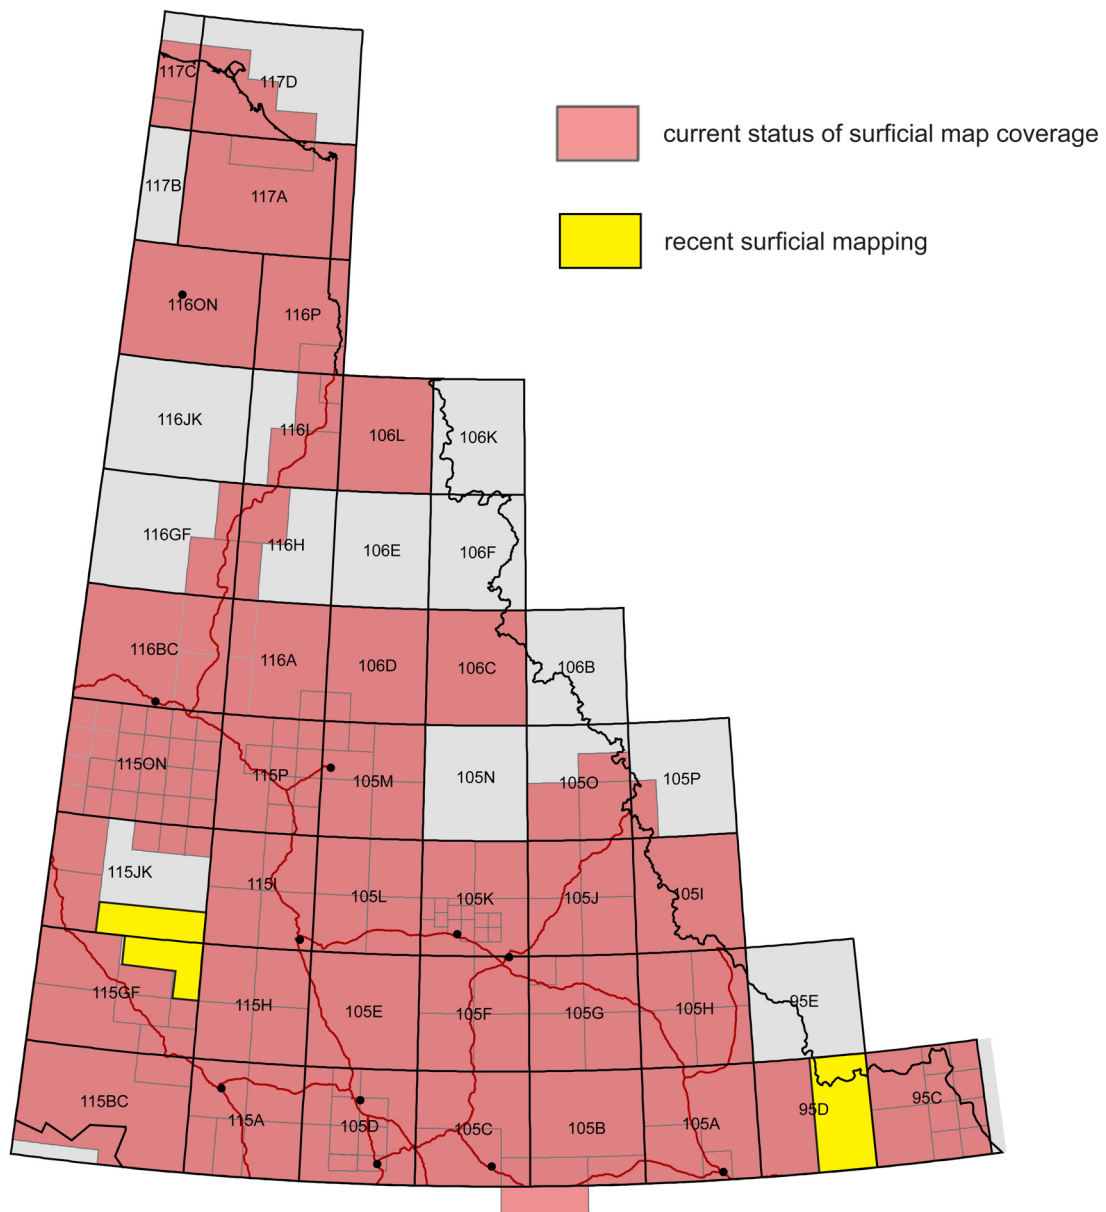 117C
117D
current status of surficial map coverage
117B
117A
recent surficial mapping
116ON
116P
116JK
116I
106L
106K
116GF
116H
106E
106F
116BC
116A
106D
106C
106B
115ON
115P
105M
105N
105O
105P
115JK
115I
105L
105K
105J
105I
115GF
115H
105E
105F
105G
105H
95E
115BC
115A
105D
105C
105B
105A
95D
95C